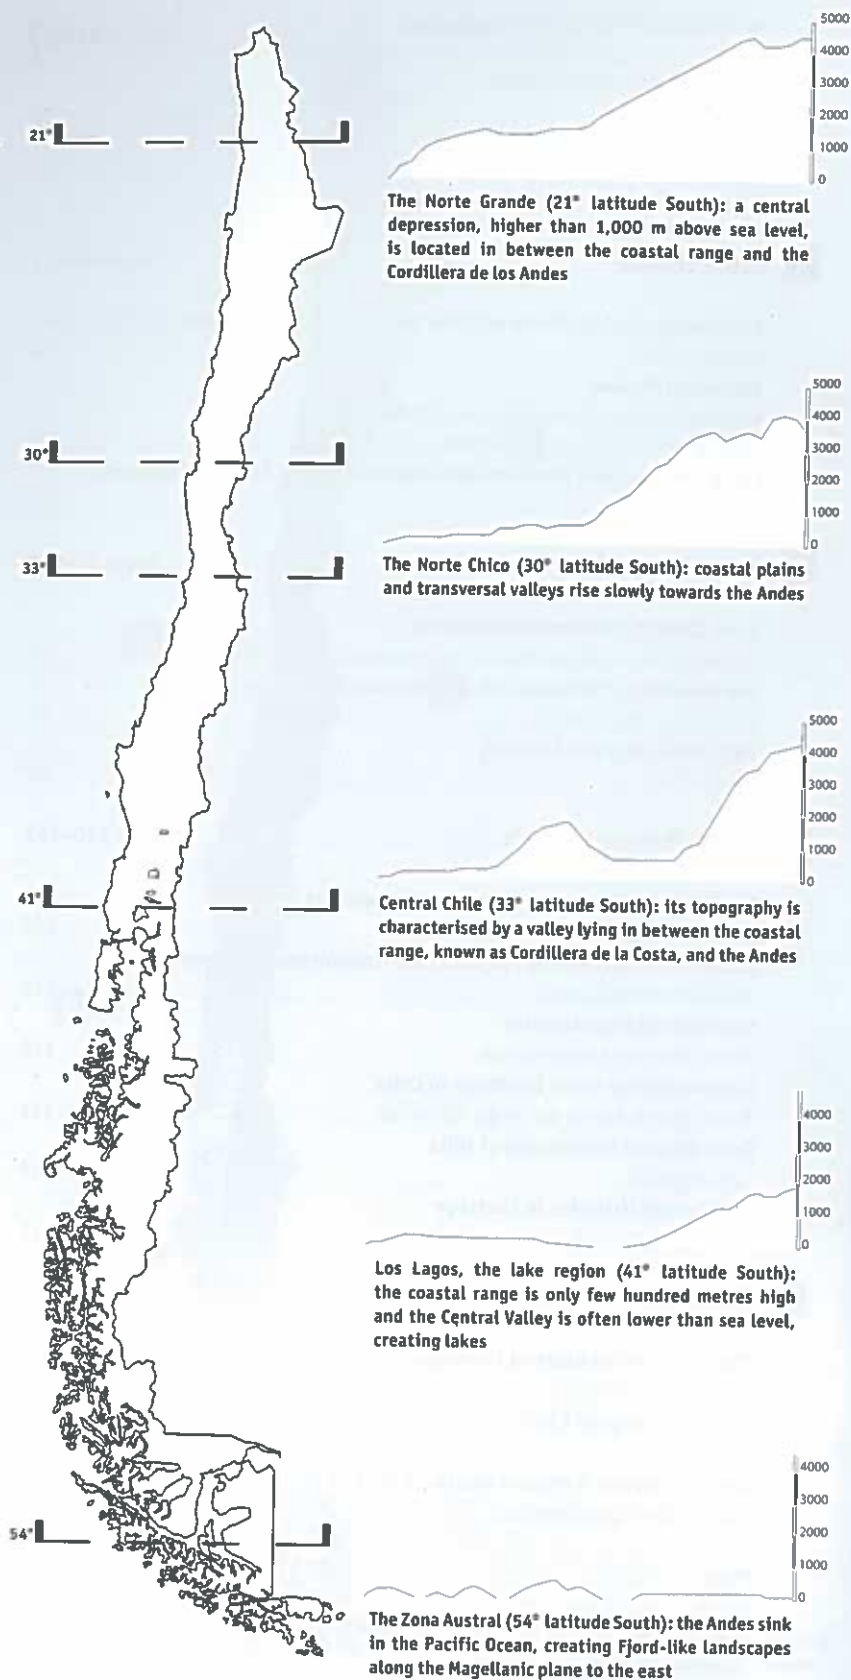 5000
4000
3000
2000
1000
0
21°
The Norte Grande (21° latitude South): a central
depression, higher than 1,000 m above sea level,
is located in between the coastal range and the
Cordillera de los Andes
5000
4000
3000
2000
1000
0
30°
The Norte Chico (30° latitude South): coastal plains
and transversal valleys rise slowly towards the Andes
33°
5000
4000
3000
2000
1000
0
Central Chile (33° latitude South): its topography is
characterised by a valley lying in between the coastal
range, known as Cordillera de la Costa, and the Andes
41°
4000
3000
2000
1000
0
Los Lagos, the lake region (41° latitude South):
the coastal range is only few hundred metres high
and the Central Valley is often lower than sea level,
creating lakes
4000
3000
2000
1000
0
54°
The Zona Austral (54° latitude South): the Andes sink
in the Pacific Ocean, creating Fjord-like landscapes
along the Magellanic plane to the east